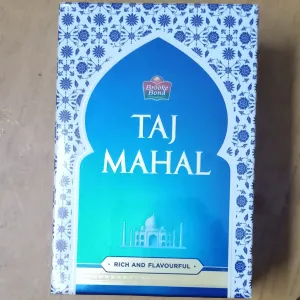 Brooke
Bond
TAJ
MAHAL
RICH AND FLAVOURFUL